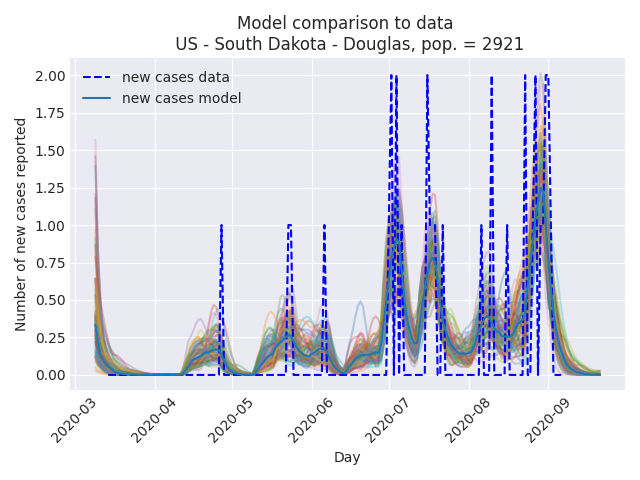 Model comparison to data
US - South Dakota - Douglas, pop. = 2921
new cases data
new cases model
Number of new cases reported
2.00
1.75
1.50
1.25
1.00
0.75
0.50
0.25
0.00
2020-03
2020-04
2020-05
2020-06
2020-07
2020-08
2020-09
Day